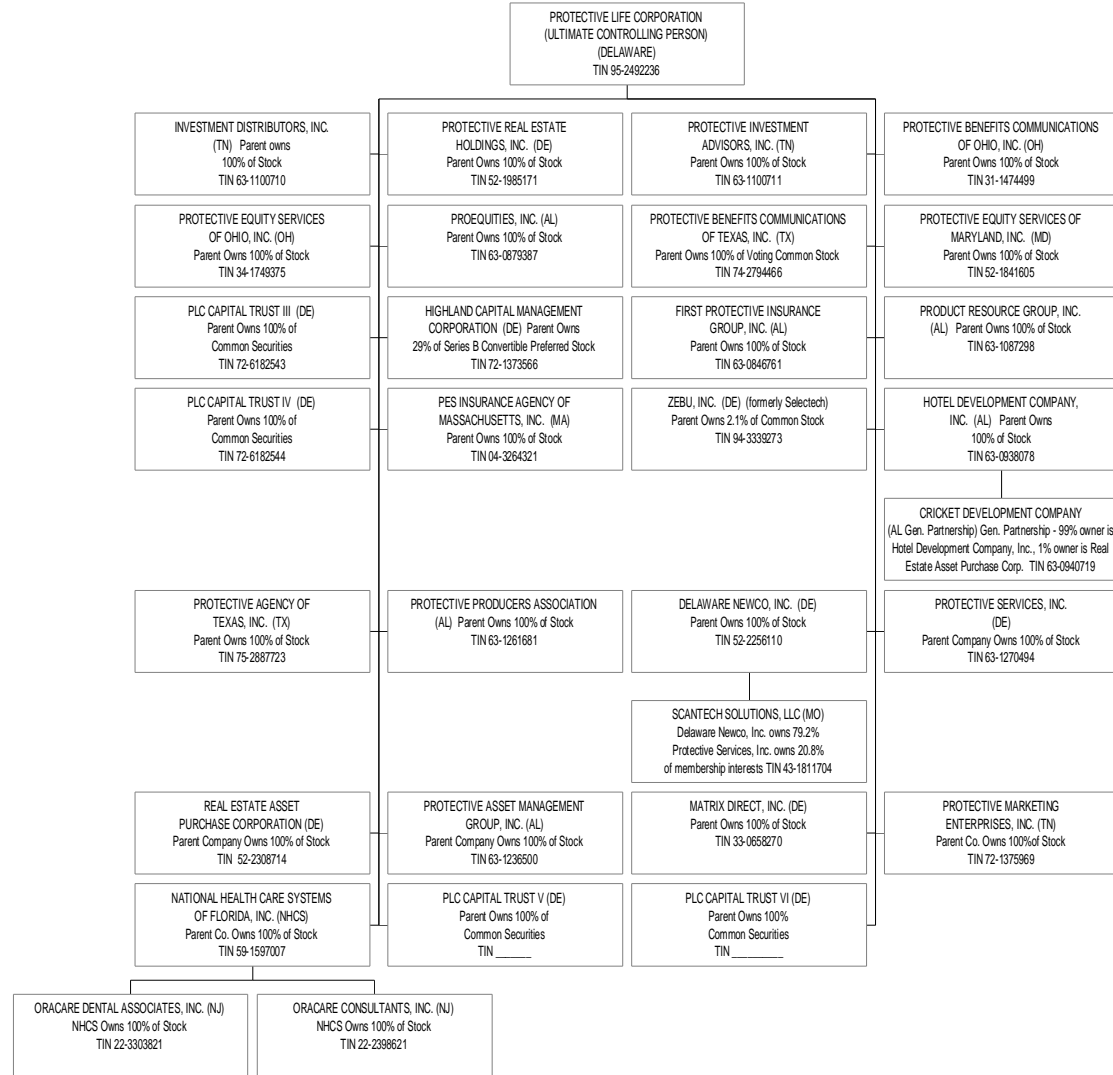 PROTECTIVE LIFE CORPORATION
(ULTIMATE CONTROLLING PERSON)
(DELAWARE)
TIN 95-2492236
INVESTMENT DISTRIBUTORS, INC.
(TN) Parent owns
100% of Stock
TIN 63-1100710
PROTECTIVE REAL ESTATE
HOLDINGS, INC. (DE)
Parent Owns 100% of Stock
TIN 52-1985171
PROTECTIVE INVESTMENT
ADVISORS, INC. (TN)
Parent Owns 100% of Stock
TIN 63-1100711
PROTECTIVE BENEFITS COMMUNICATIONS
OF OHIO, INC. (OH)
Parent Owns 100% of Stock
TIN 31-1474499
PROTECTIVE EQUITY SERVICES
OF OHIO, INC. (OH)
Parent Owns 100% of Stock
TIN 34-1749375
PROEQUITIES, INC. (AL)
Parent Owns 100% of Stock
TIN 63-0879387
PROTECTIVE BENEFITS COMMUNICATIONS
OF TEXAS, INC. (TX)
Parent Owns 100% of Voting Common Stock
TIN 74-2794466
PROTECTIVE EQUITY SERVICES OF
MARYLAND, INC. (MD)
Parent Owns 100% of Stock
TIN 52-1841605
PLC CAPITAL TRUST III (DE)
Parent Owns 100% of
Common Securities
TIN 72-6182543
HIGHLAND CAPITAL MANAGEMENT
CORPORATION (DE) Parent Owns
29% of Series B Convertible Preferred Stock
TIN 72-1373566
FIRST PROTECTIVE INSURANCE
GROUP, INC. (AL)
Parent Owns 100% of Stock
TIN 63-0846761
PRODUCT RESOURCE GROUP, INC.
(AL) Parent Owns 100% of Stock
TIN 63-1087298
PLC CAPITAL TRUST IV (DE)
Parent Owns 100% of
Common Securities
TIN 72-6182544
PES INSURANCE AGENCY OF
MASSACHUSETTS, INC. (MA)
Parent Owns 100% of Stock
TIN 04-3264321
ZEBU, INC. (DE) (formerly Selectech)
Parent Owns 2.1% of Common Stock
TIN 94-3339273
HOTEL DEVELOPMENT COMPANY,
INC. (AL) Parent Owns
100% of Stock
TIN 63-0938078
CRICKET DEVELOPMENT COMPANY
(AL Gen. Partnership) Gen. Partnership - 99% owner is
Hotel Development Company, Inc., 1% owner is Real
Estate Asset Purchase Corp. TIN 63-0940719
PROTECTIVE AGENCY OF
TEXAS, INC. (TX)
Parent Owns 100% of Stock
TIN 75-2887723
PROTECTIVE PRODUCERS ASSOCIATION
(AL) Parent Owns 100% of Stock
TIN 63-1261681
DELAWARE NEWCO, INC. (DE)
Parent Owns 100% of Stock
TIN 52-2256110
PROTECTIVE SERVICES, INC.
(DE)
Parent Company Owns 100% of Stock
TIN 63-1270494
SCANTECH SOLUTIONS, LLC (MO)
Delaware Newco, Inc. owns 79.2%
Protective Services, Inc. owns 20.8%
of membership interests TIN 43-1811704
REAL ESTATE ASSET
PURCHASE CORPORATION (DE)
Parent Company Owns 100% of Stock
TIN 52-2308714
PROTECTIVE ASSET MANAGEMENT
GROUP, INC. (AL)
Parent Company Owns 100% of Stock
TIN 63-1236500
MATRIX DIRECT, INC. (DE)
Parent Owns 100% of Stock
TIN 33-0658270
PROTECTIVE MARKETING
ENTERPRISES, INC. (TN)
Parent Co. Owns 100%of Stock
TIN 72-1375969
NATIONAL HEALTH CARE SYSTEMS
OF FLORIDA, INC. (NHCS)
Parent Co. Owns 100% of Stock
TIN 59-1597007
PLC CAPITAL TRUST V (DE)
Parent Owns 100% of
Common Securities
TIN ______
PLC CAPITAL TRUST VI (DE)
Parent Owns 100%
Common Securities
TIN _________
ORACARE DENTAL ASSOCIATES, INC. (NJ)
NHCS Owns 100% of Stock
TIN 22-3303821
ORACARE CONSULTANTS, INC. (NJ)
NHCS Owns 100% of Stock
TIN 22-2398621